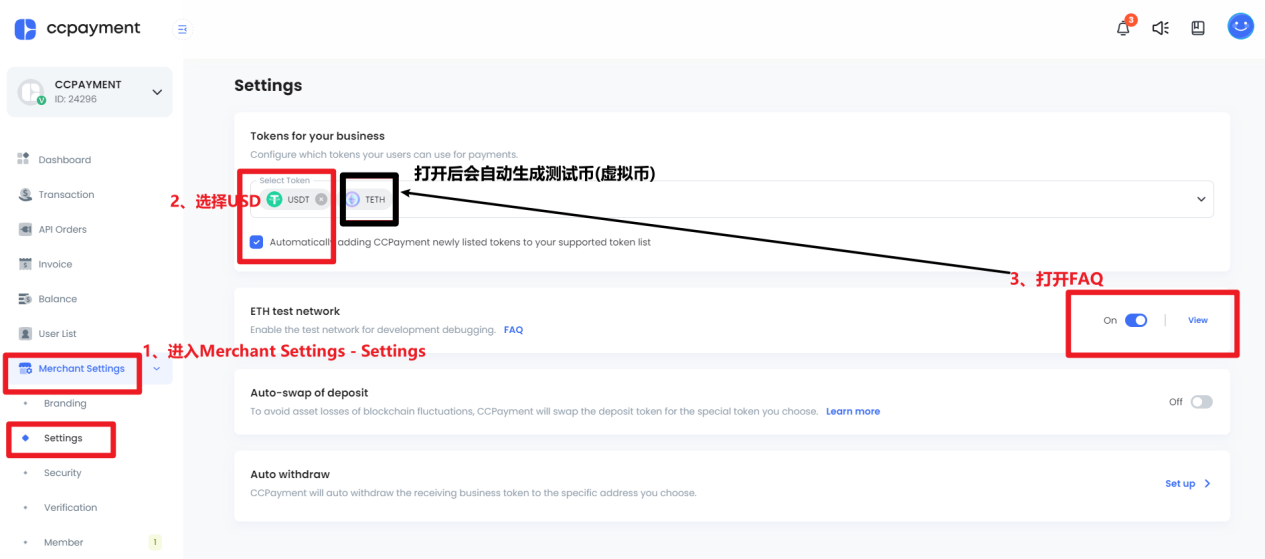 ccpayment
3
CCPAYMENT
ID: 24296
Dashboard
Transaction
API Orders
Invoice
Balance
User List
1、进入Merchant Settings - Settings
Merchant Settings
Branding
Settings
Security
Verification
Member 1
Settings
Tokens for your business
Configure which tokens your users can use for payments.
打开后会自动生成测试币(虚拟币)
Select Token
2、选择USD
USDT
TETH
Automatically adding CCPayment newly listed tokens to your supported token list
3、打开FAQ
ETH test network
Enable the test network for development debugging. FAQ
On
View
Auto-swap of deposit
To avoid asset losses of blockchain fluctuations, CCPayment will swap the deposit token for the special token you choose. Learn more
Off
Auto withdraw
CCPayment will auto withdraw the receiving business token to the specific address you choose.
Set up